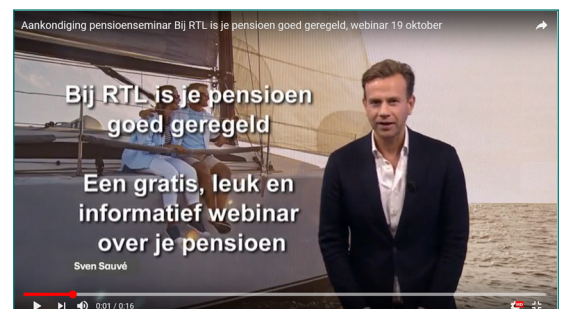 Aankondiging pensioenseminar Bij RTL is je pensioen goed geregeld, webinar 19 oktober
Bij RTL is je pensioen
goed geregeld
Een gratis, leuk en
informatief webinar
over je pensioen
Sven Sauvé
0:01 / 0:16
HD